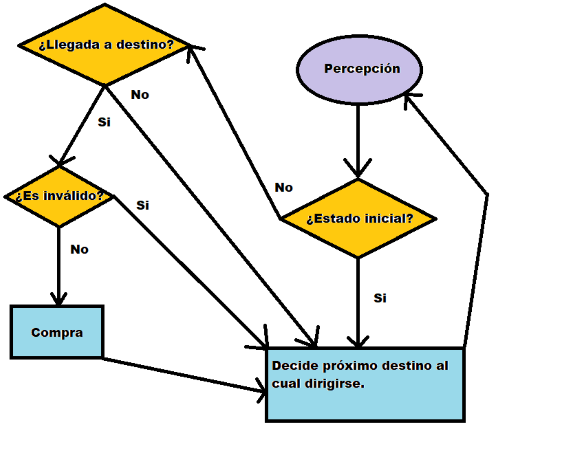 ¿Llegada a destino?
Percepción
No
Si
¿Es inválido?
Si
No
¿Estado inicial?
No
Si
Compra
Decide próximo destino al
cual dirigirse.